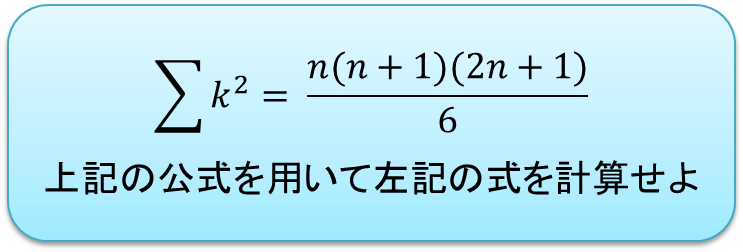 ∑ k² = n(n + 1)(2n + 1) / 6
上記の公式を用いて左記の式を計算せよ